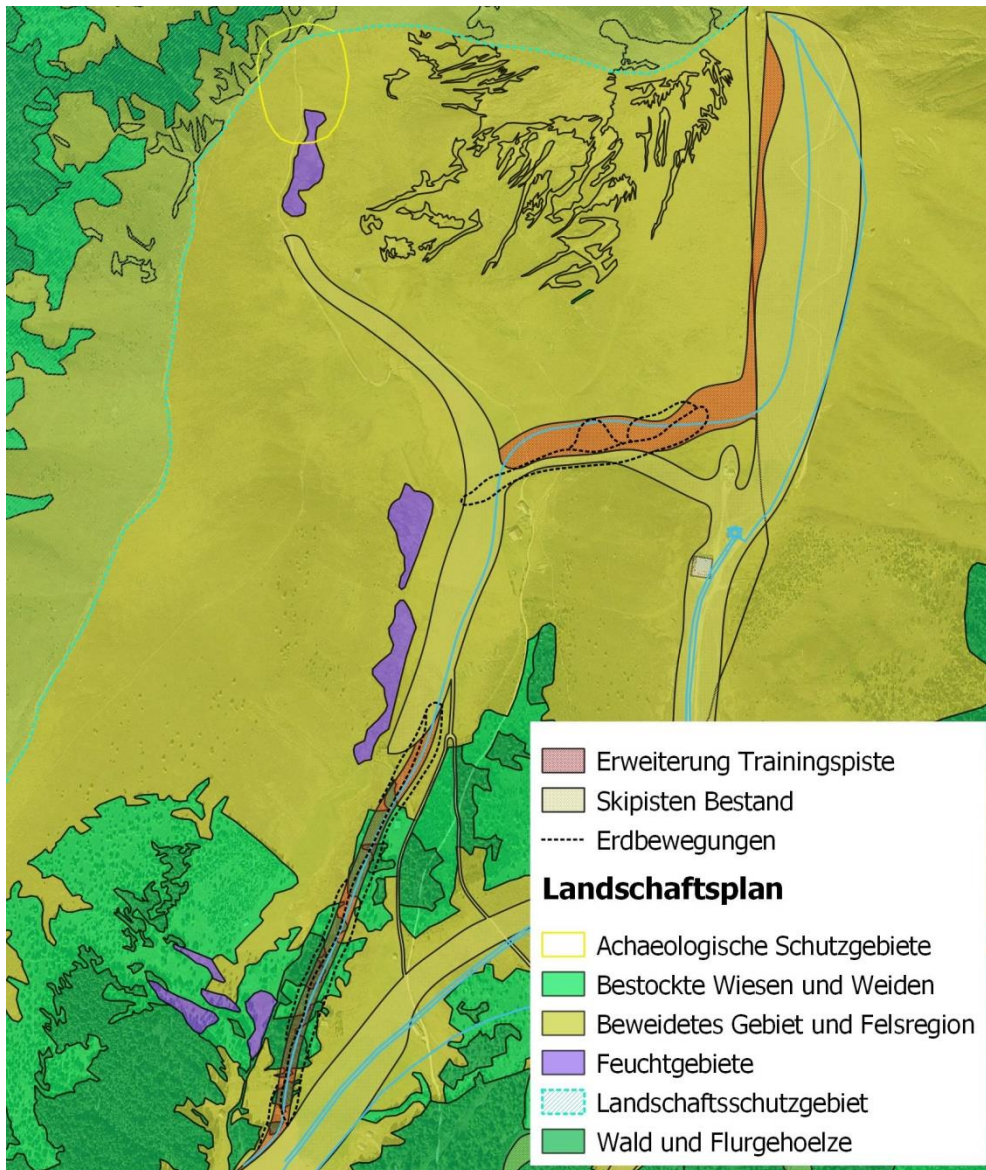 Erweiterung Trainingspiste
Skipisten Bestand
Erdbewegungen
Landschaftsplan
Achaeologische Schutzgebiete
Bestockte Wiesen und Weiden
Beweidetes Gebiet und Felsregion
Feuchtgebiete
Landschaftsschutzgebiet
Wald und Flurgehoelze